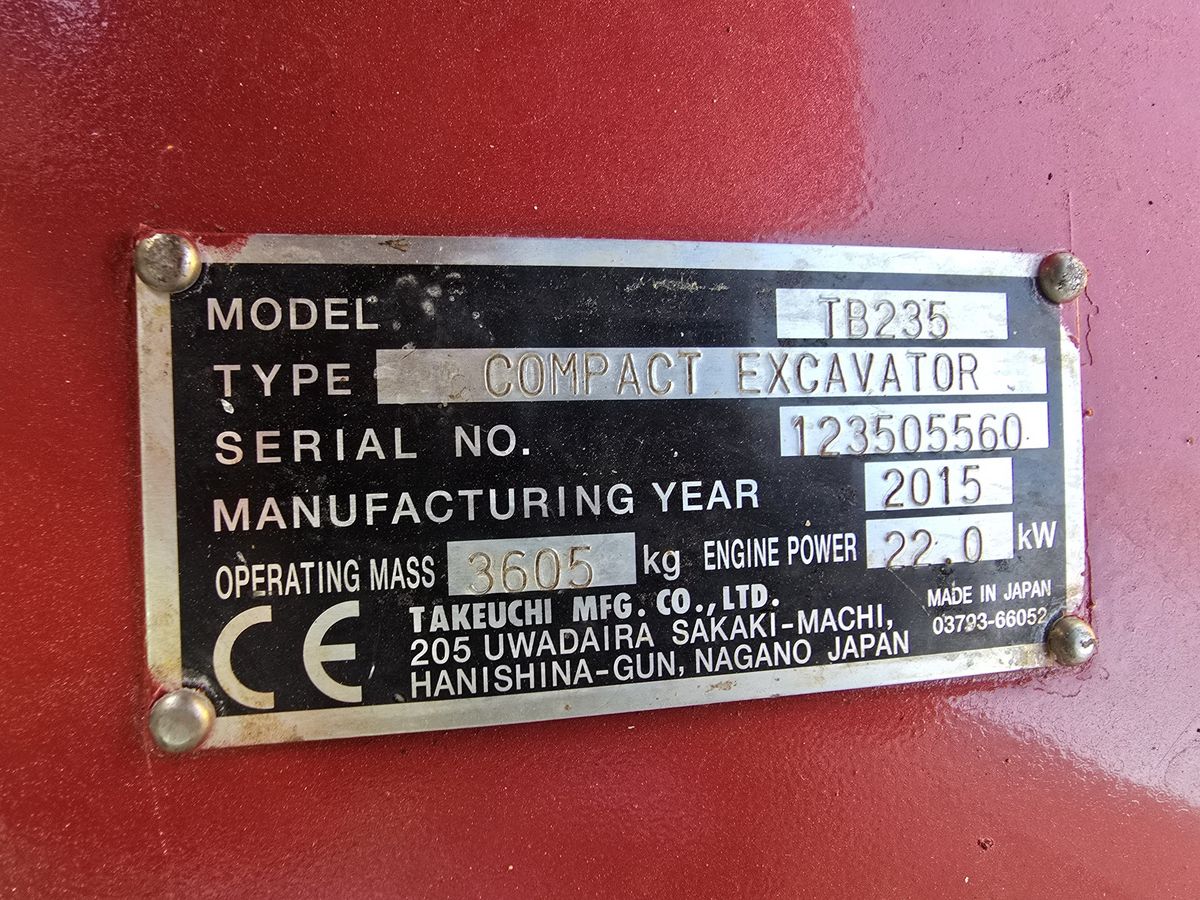 MODEL TB235
TYPE COMPACT EXCAVATOR
SERIAL NO. 123505560
MANUFACTURING YEAR 2015
OPERATING MASS 3605 kg ENGINE POWER 22.0 kW
CE TAKEUCHI MFG. CO., LTD. MADE IN JAPAN
205 UWADAIRA SAKAKI-MACHI, 03793-66052
HANISHINA-GUN, NAGANO JAPAN